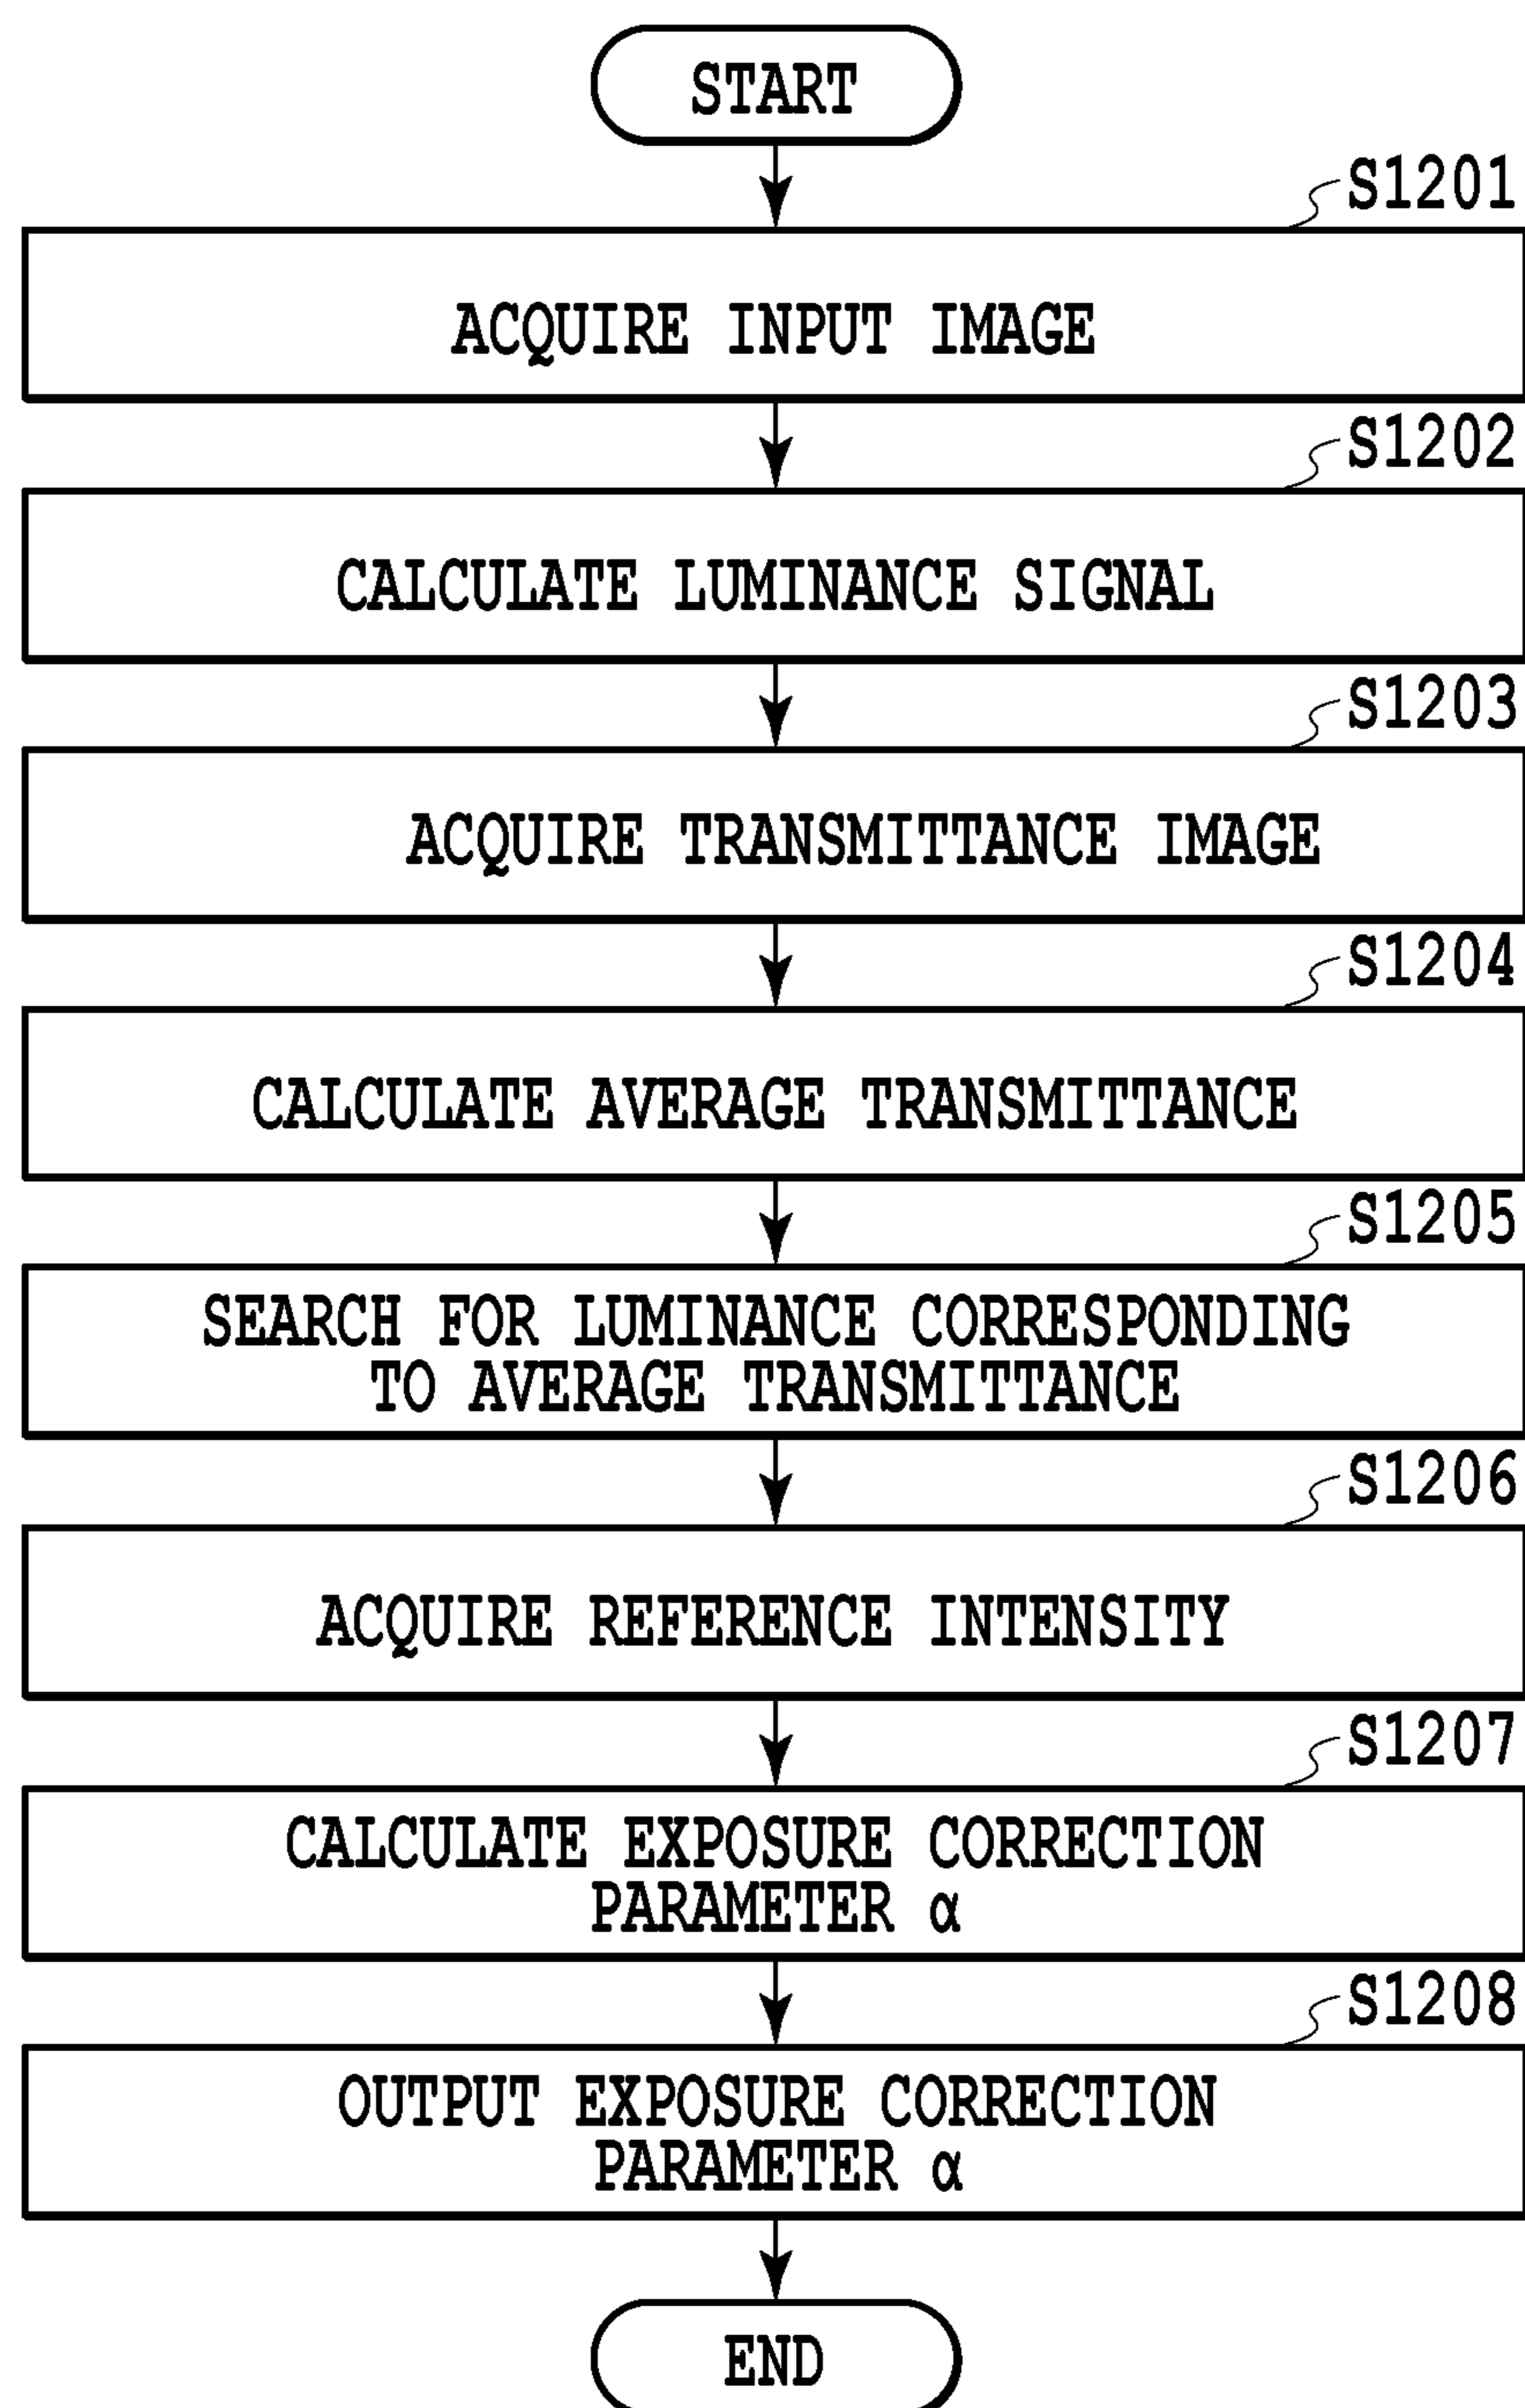 START
S1201
ACQUIRE INPUT IMAGE
S1202
CALCULATE LUMINANCE SIGNAL
S1203
ACQUIRE TRANSMITTANCE IMAGE
S1204
CALCULATE AVERAGE TRANSMITTANCE
S1205
SEARCH FOR LUMINANCE CORRESPONDING
TO AVERAGE TRANSMITTANCE
S1206
ACQUIRE REFERENCE INTENSITY
S1207
CALCULATE EXPOSURE CORRECTION
PARAMETER α
S1208
OUTPUT EXPOSURE CORRECTION
PARAMETER α
END